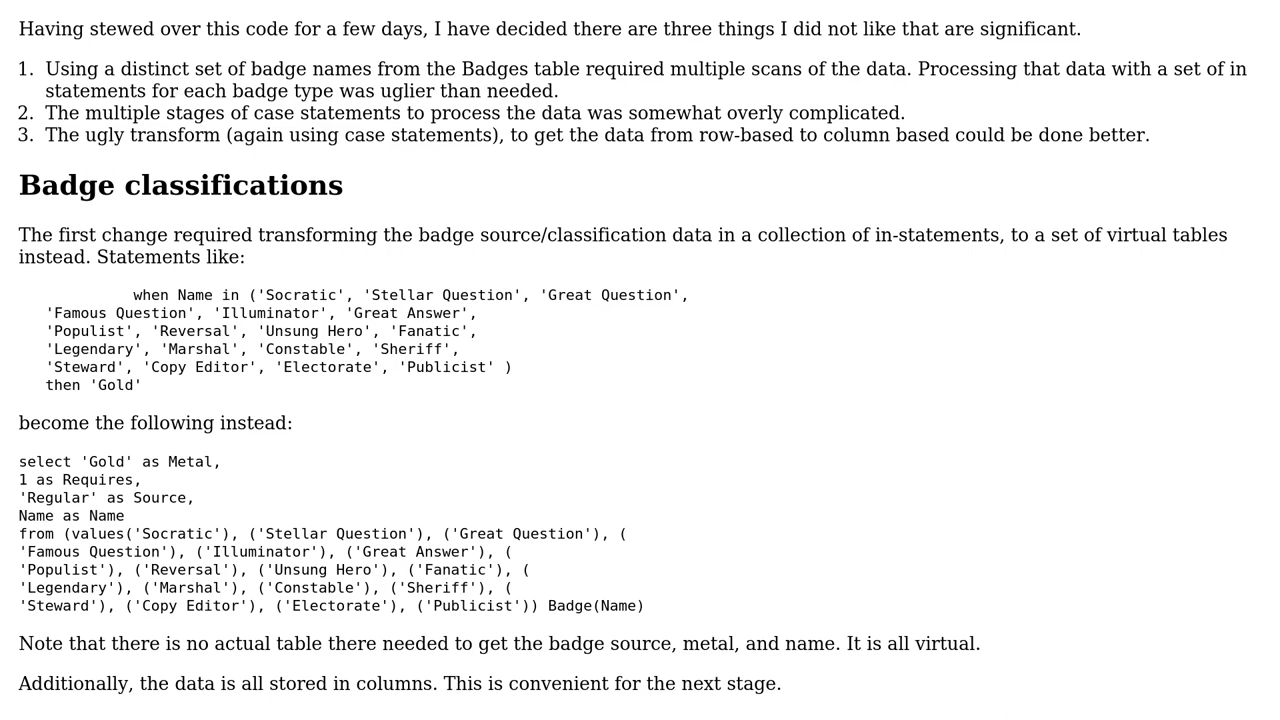 Having stewed over this code for a few days, I have decided there are three things I did not like that are significant.
1. Using a distinct set of badge names from the Badges table required multiple scans of the data. Processing that data with a set of in
statements for each badge type was uglier than needed.
2. The multiple stages of case statements to process the data was somewhat overly complicated.
3. The ugly transform (again using case statements), to get the data from row-based to column based could be done better.
Badge classifications
The first change required transforming the badge source/classification data in a collection of in-statements, to a set of virtual tables
instead. Statements like:
when Name in ('Socratic', 'Stellar Question', 'Great Question',
'Famous Question', 'Illuminator', 'Great Answer',
'Populist', 'Reversal', 'Unsung Hero', 'Fanatic',
'Legendary', 'Marshal', 'Constable', 'Sheriff',
'Steward', 'Copy Editor', 'Electorate', 'Publicist' )
then 'Gold'
become the following instead:
select 'Gold' as Metal,
1 as Requires,
'Regular' as Source,
Name as Name
from (values('Socratic'), ('Stellar Question'), ('Great Question'), (
'Famous Question'), ('Illuminator'), ('Great Answer'), (
'Populist'), ('Reversal'), ('Unsung Hero'), ('Fanatic'), (
'Legendary'), ('Marshal'), ('Constable'), ('Sheriff'), (
'Steward'), ('Copy Editor'), ('Electorate'), ('Publicist')) Badge(Name)
Note that there is no actual table there needed to get the badge source, metal, and name. It is all virtual.
Additionally, the data is all stored in columns. This is convenient for the next stage.